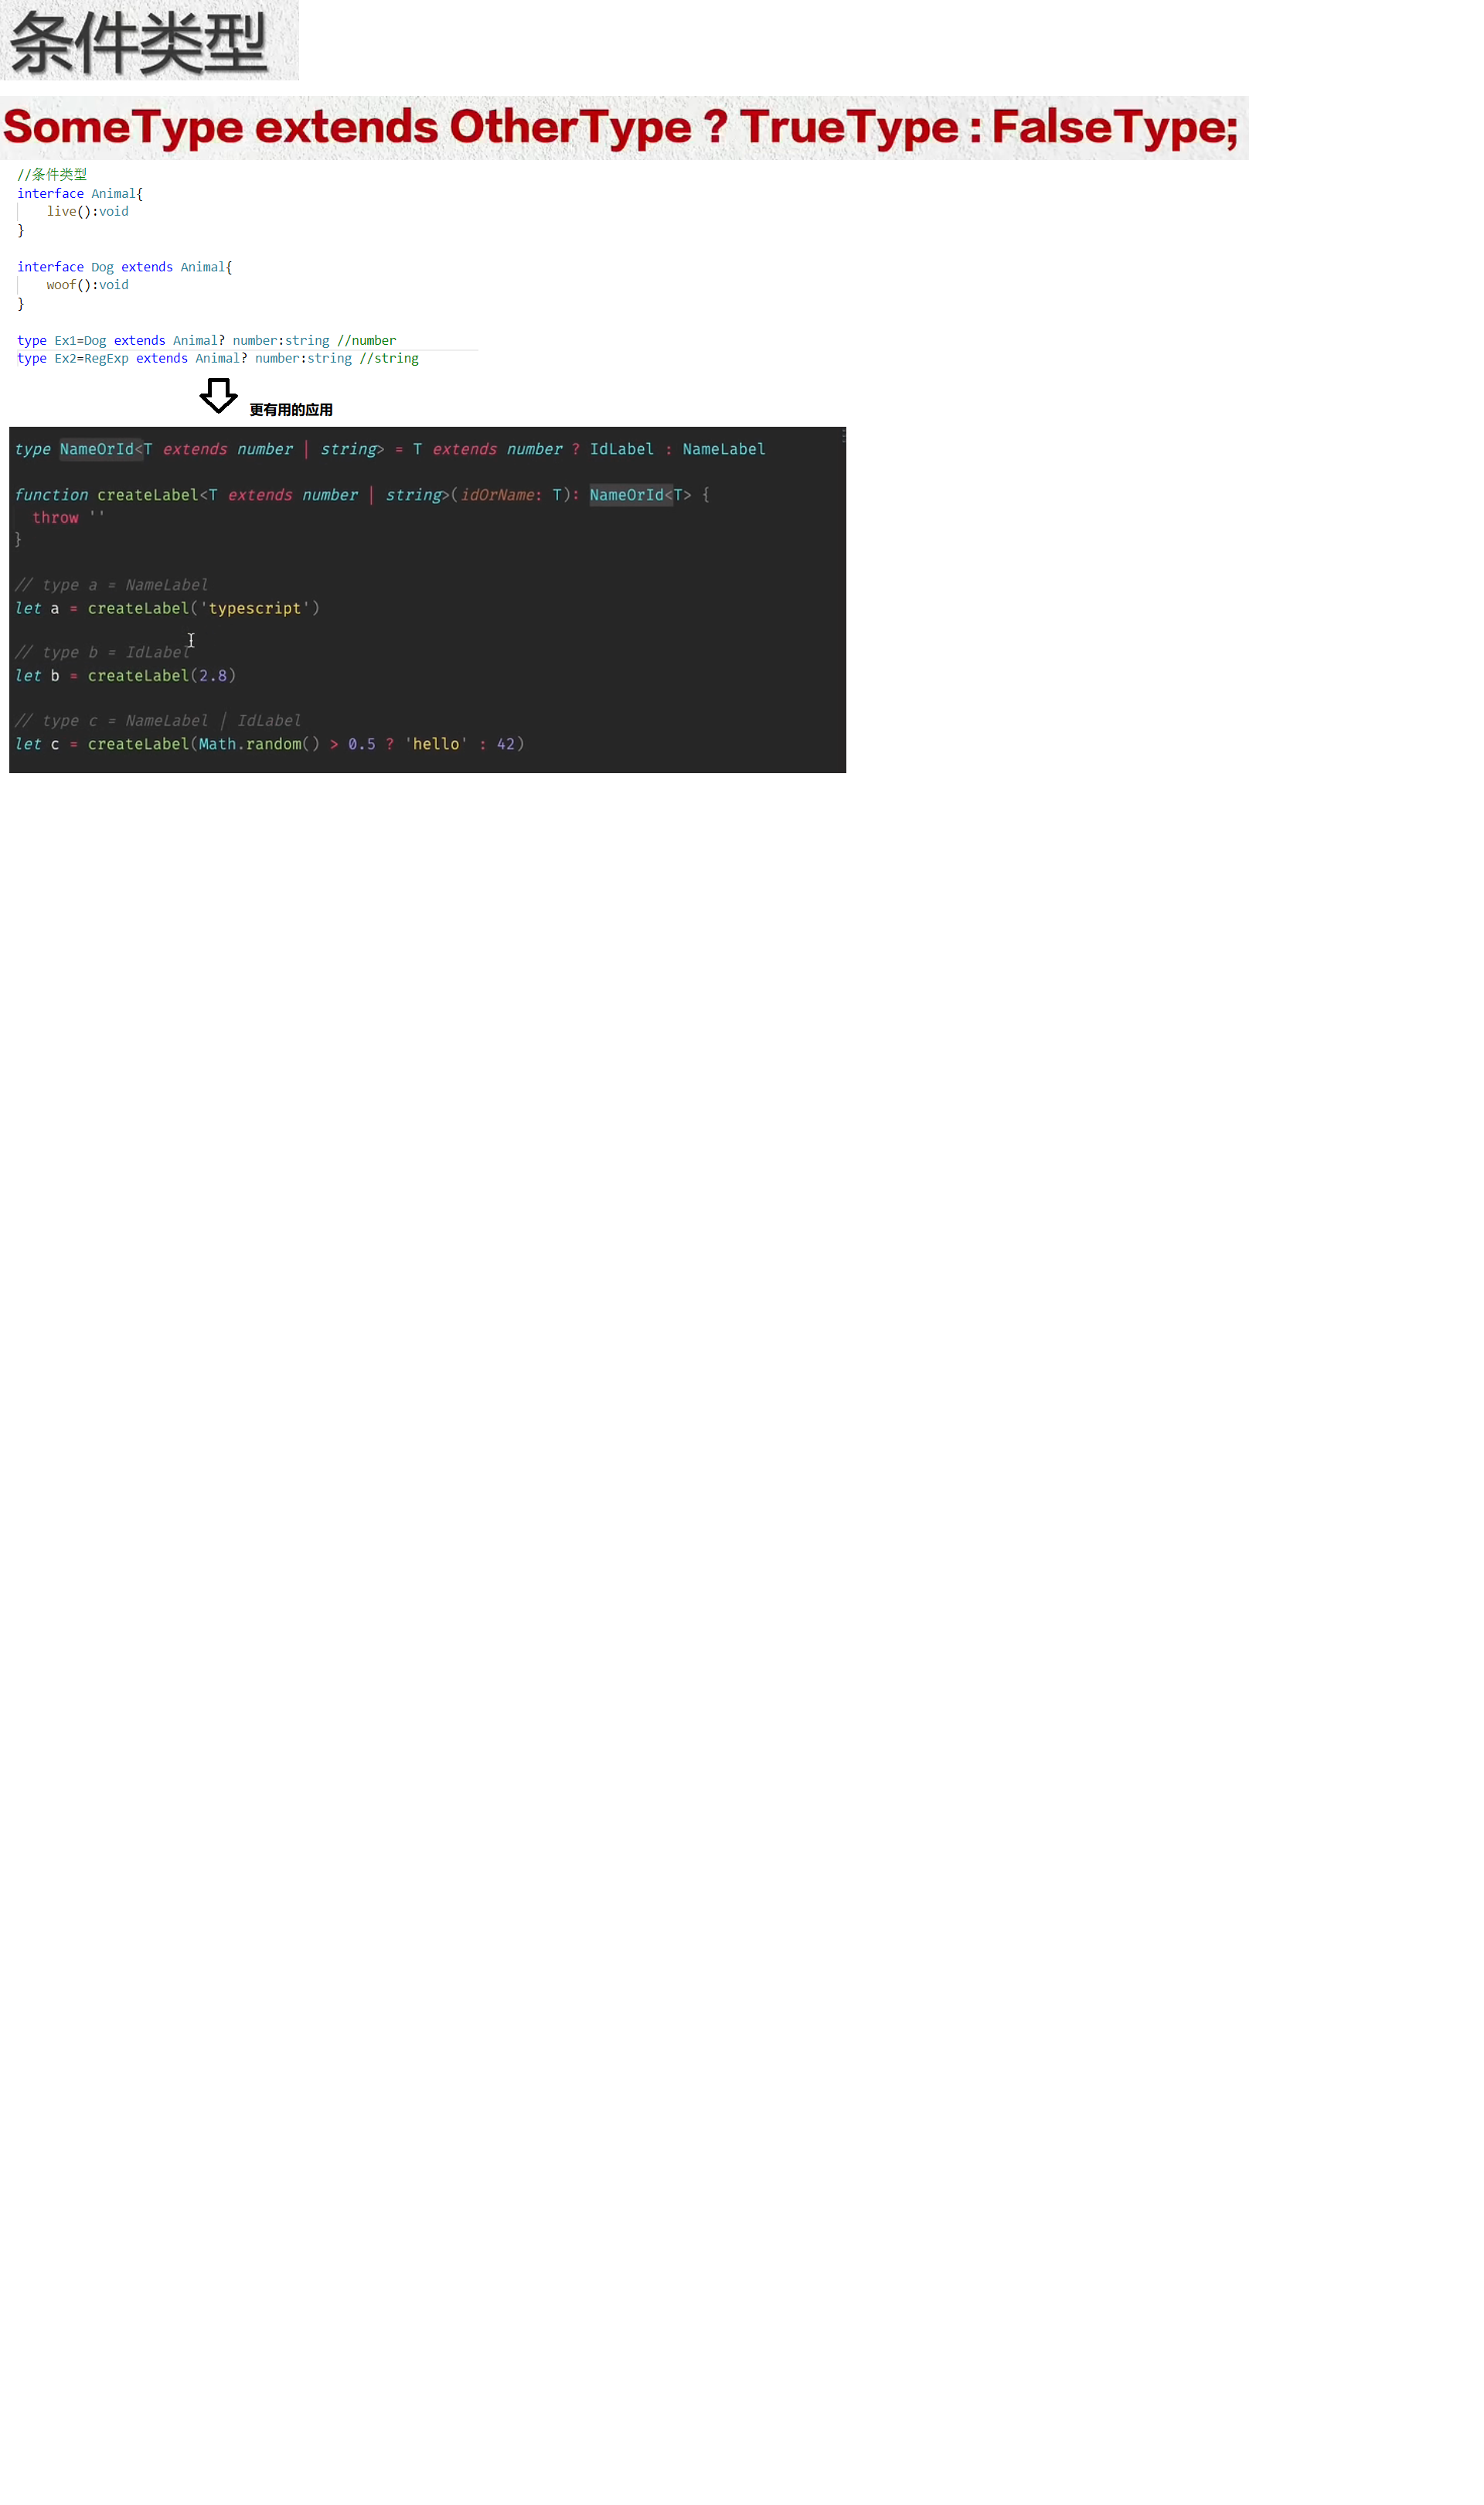 条件类型
SomeType extends OtherType ? TrueType : FalseType;
//条件类型
interface Animal{
    live():void
}
interface Dog extends Animal{
    woof():void
}
type Ex1=Dog extends Animal? number:string //number
type Ex2=RegExp extends Animal? number:string //string
更有用的应用
type NameOrId<T extends number | string> = T extends number ? IdLabel : NameLabel
function createLabel<T extends number | string>(idOrName: T): NameOrId<T> {
  throw ''
}
// type a = NameLabel
let a = createLabel('typescript')
// type b = IdLabel
let b = createLabel(2.8)
// type c = NameLabel | IdLabel
let c = createLabel(Math.random() > 0.5 ? 'hello' : 42)